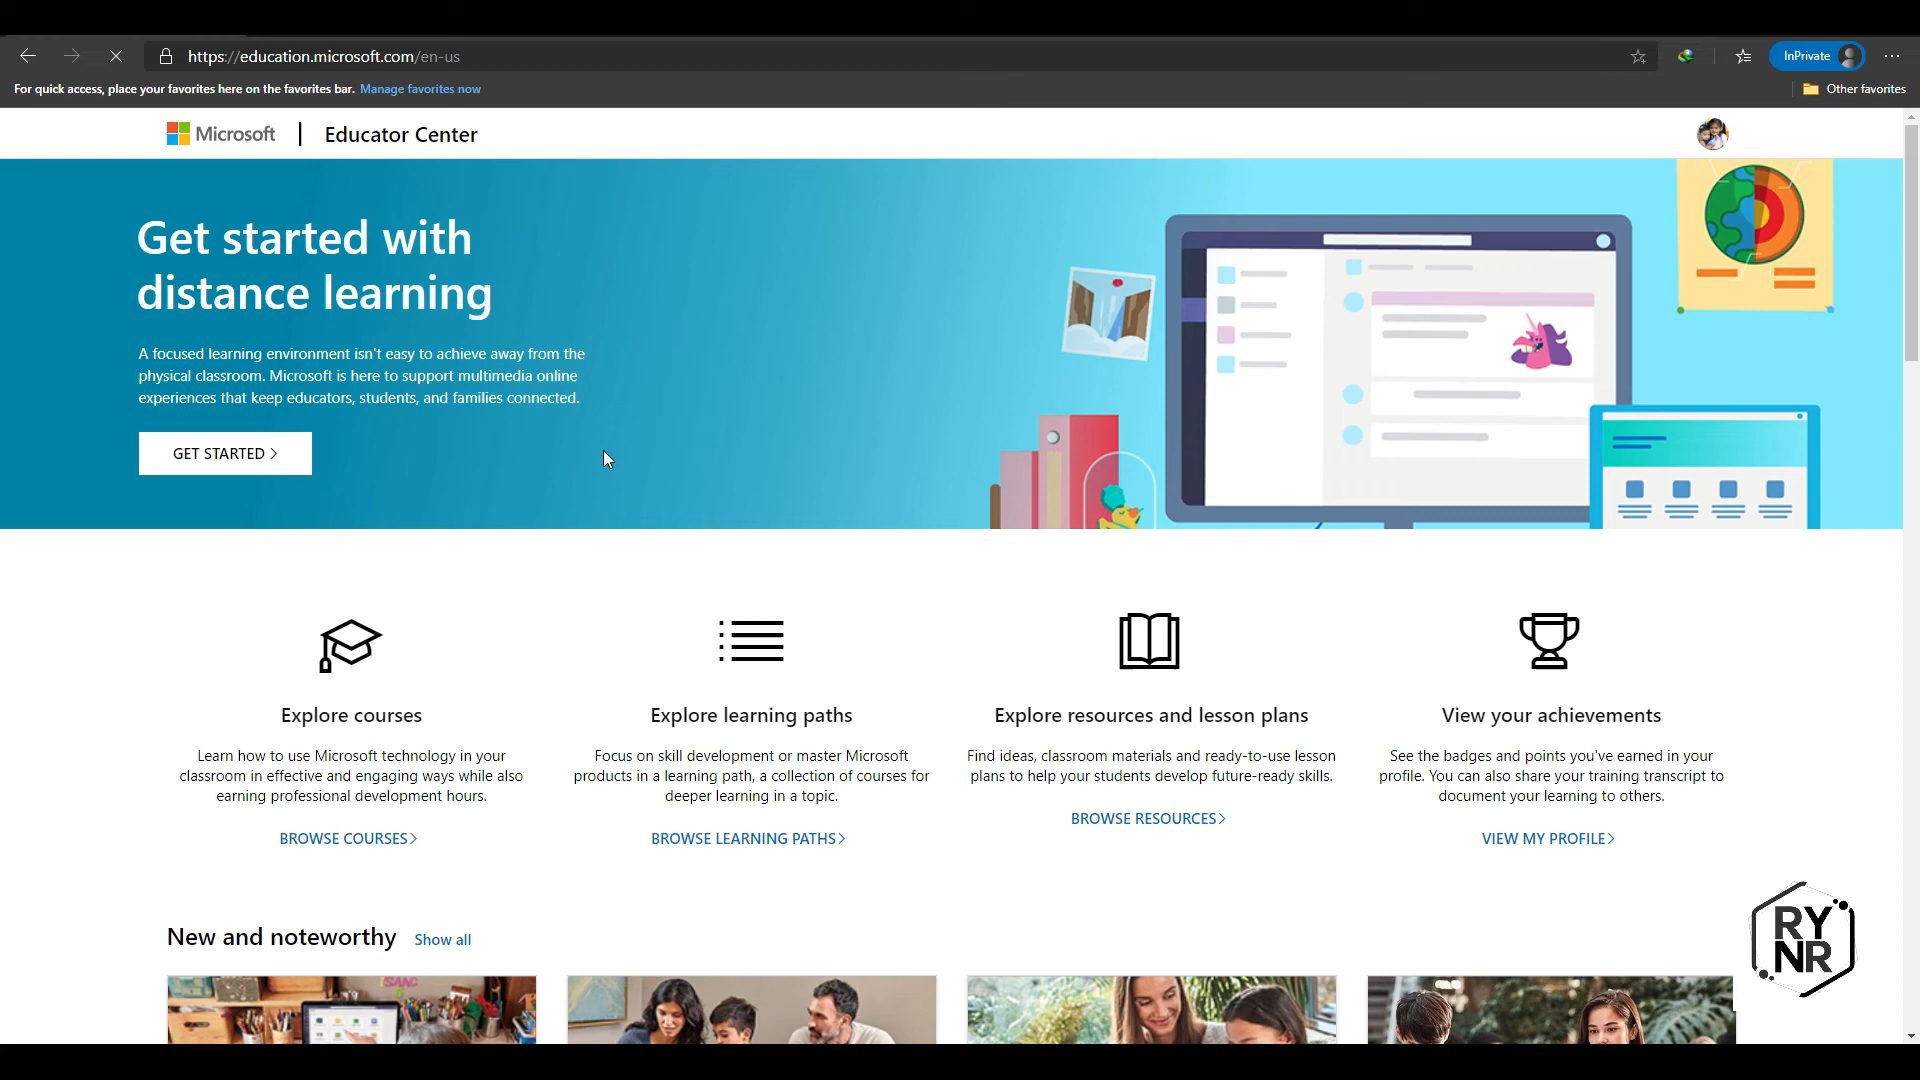 https://education.microsoft.com/en-us
InPrivate
For quick access, place your favorites here on the favorites bar. Manage favorites now
Other favorites
Microsoft | Educator Center
Get started with
distance learning
A focused learning environment isn't easy to achieve away from the
physical classroom. Microsoft is here to support multimedia online
experiences that keep educators, students, and families connected.
GET STARTED >
Explore courses
Learn how to use Microsoft technology in your
classroom in effective and engaging ways while also
earning professional development hours.
BROWSE COURSES>
Explore learning paths
Focus on skill development or master Microsoft
products in a learning path, a collection of courses for
deeper learning in a topic.
BROWSE LEARNING PATHS>
Explore resources and lesson plans
Find ideas, classroom materials and ready-to-use lesson
plans to help your students develop future-ready skills.
BROWSE RESOURCES>
View your achievements
See the badges and points you've earned in your
profile. You can also share your training transcript to
document your learning to others.
VIEW MY PROFILE>
New and noteworthy Show all
RY
NR